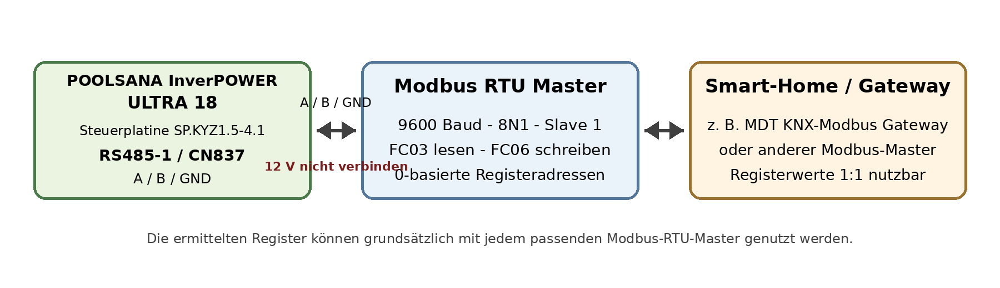 POOLSANA InverPOWER
ULTRA 18
Steuerplatine SP.KYZ1.5-4.1
RS485-1 / CN837
A / B / GND
A / B / GND
12 V nicht verbinden
Modbus RTU Master
9600 Baud - 8N1 - Slave 1
FC03 lesen - FC06 schreiben
0-basierte Registeradressen
Smart-Home / Gateway
z. B. MDT KNX-Modbus Gateway
oder anderer Modbus-Master
Registerwerte 1:1 nutzbar
Die ermittelten Register können grundsätzlich mit jedem passenden Modbus-RTU-Master genutzt werden.